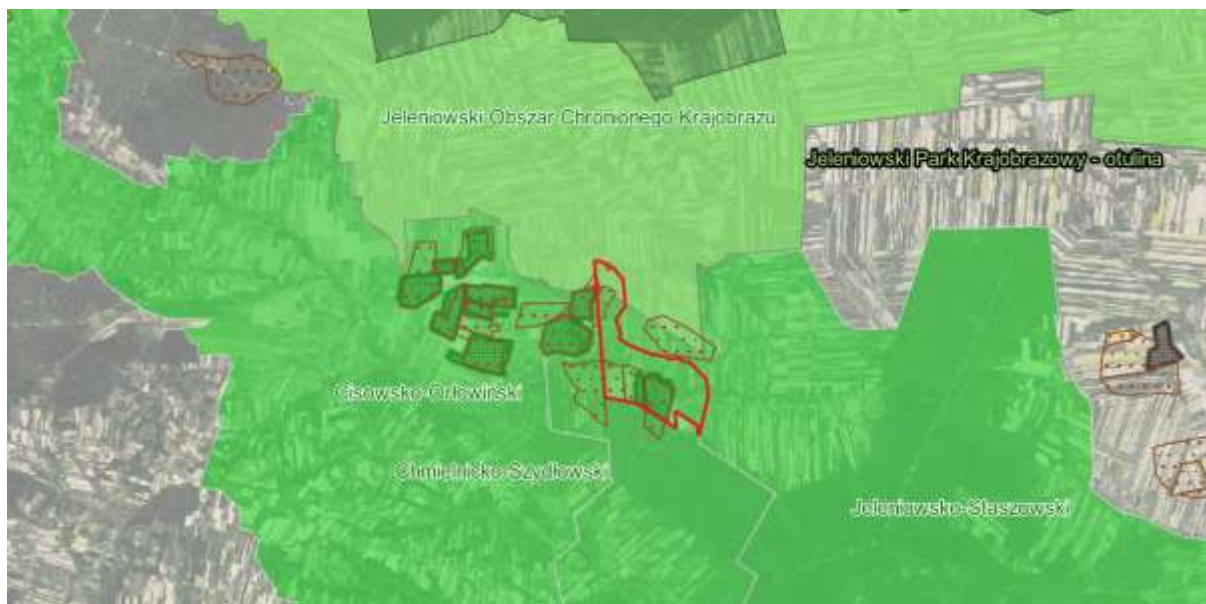 Jeleniowski Obszar Chronionego Krajobrazu
Jeleniowski Park Krajobrazowy - otulina
Cisowsko-Orłowiński
Chmielnicko-Szydłowski
Jeleniowsko-Staszowski